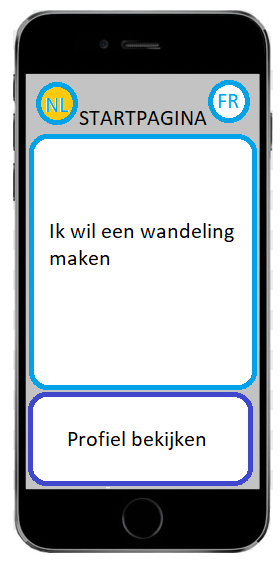 NL
FR
STARTPAGINA
Ik wil een wandeling
maken
Profiel bekijken